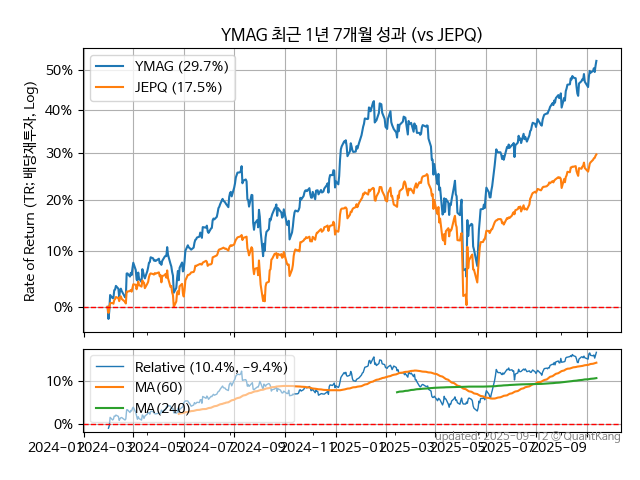 YMAG 최근 1년 7개월 성과 (vs JEPQ)
Rate of Return (TR: 배당재투자, Log)
50%
40%
30%
20%
10%
0%
YMAG (29.7%)
JEPQ (17.5%)
10%
0%
Relative (10.4%, −9.4%)
MA(60)
MA(240)
2024-01 2024-03 2024-05 2024-07 2024-09 2024-11 2025-01 2025-03 2025-05 2025-07 2025-09
updated: 2025-09-12 © QuantKang